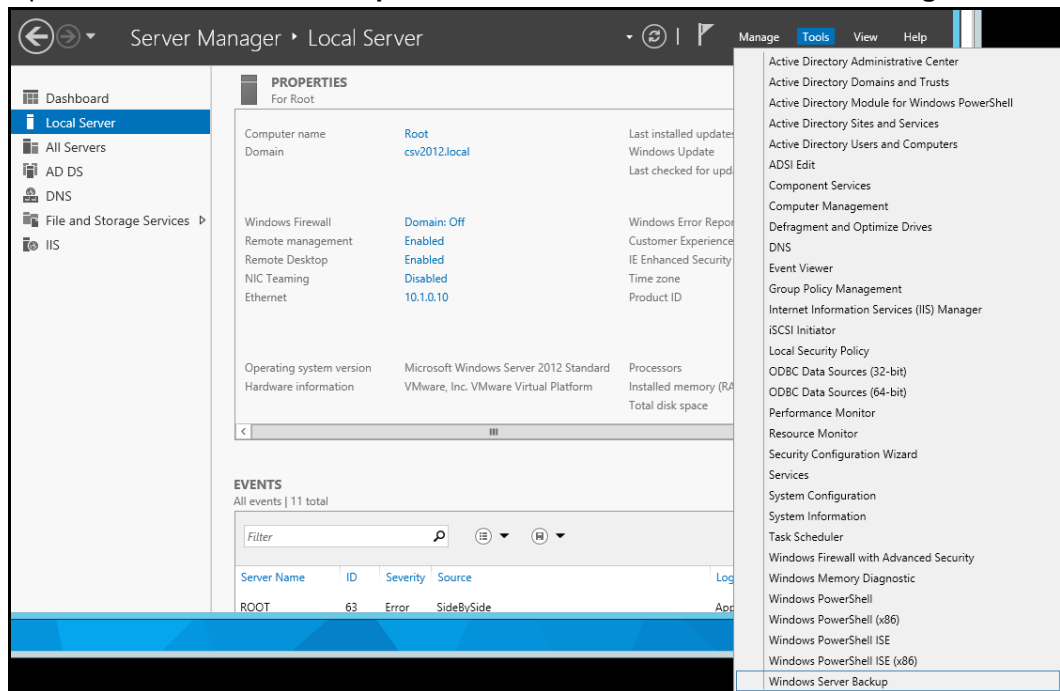 Server Manager ‣ Local Server
Manage Tools View Help
Dashboard
Local Server
All Servers
AD DS
DNS
File and Storage Services
IIS
PROPERTIES
For Root
Computer name Root Last installed updates
Domain csv2012.local Windows Update
Last checked for upd
Windows Firewall Domain: Off Windows Error Repor
Remote management Enabled Customer Experience
Remote Desktop Enabled IE Enhanced Security
NIC Teaming Disabled Time zone
Ethernet 10.1.0.10 Product ID
Operating system version Microsoft Windows Server 2012 Standard Processors
Hardware information VMware, Inc. VMware Virtual Platform Installed memory (RA
Total disk space
EVENTS
All events | 11 total
Filter
Server Name ID Severity Source Log
ROOT 63 Error SideBySide App
Active Directory Administrative Center
Active Directory Domains and Trusts
Active Directory Module for Windows PowerShell
Active Directory Sites and Services
Active Directory Users and Computers
ADSI Edit
Component Services
Computer Management
Defragment and Optimize Drives
DNS
Event Viewer
Group Policy Management
Internet Information Services (IIS) Manager
iSCSI Initiator
Local Security Policy
ODBC Data Sources (32-bit)
ODBC Data Sources (64-bit)
Performance Monitor
Resource Monitor
Security Configuration Wizard
Services
System Configuration
System Information
Task Scheduler
Windows Firewall with Advanced Security
Windows Memory Diagnostic
Windows PowerShell
Windows PowerShell (x86)
Windows PowerShell ISE
Windows PowerShell ISE (x86)
Windows Server Backup